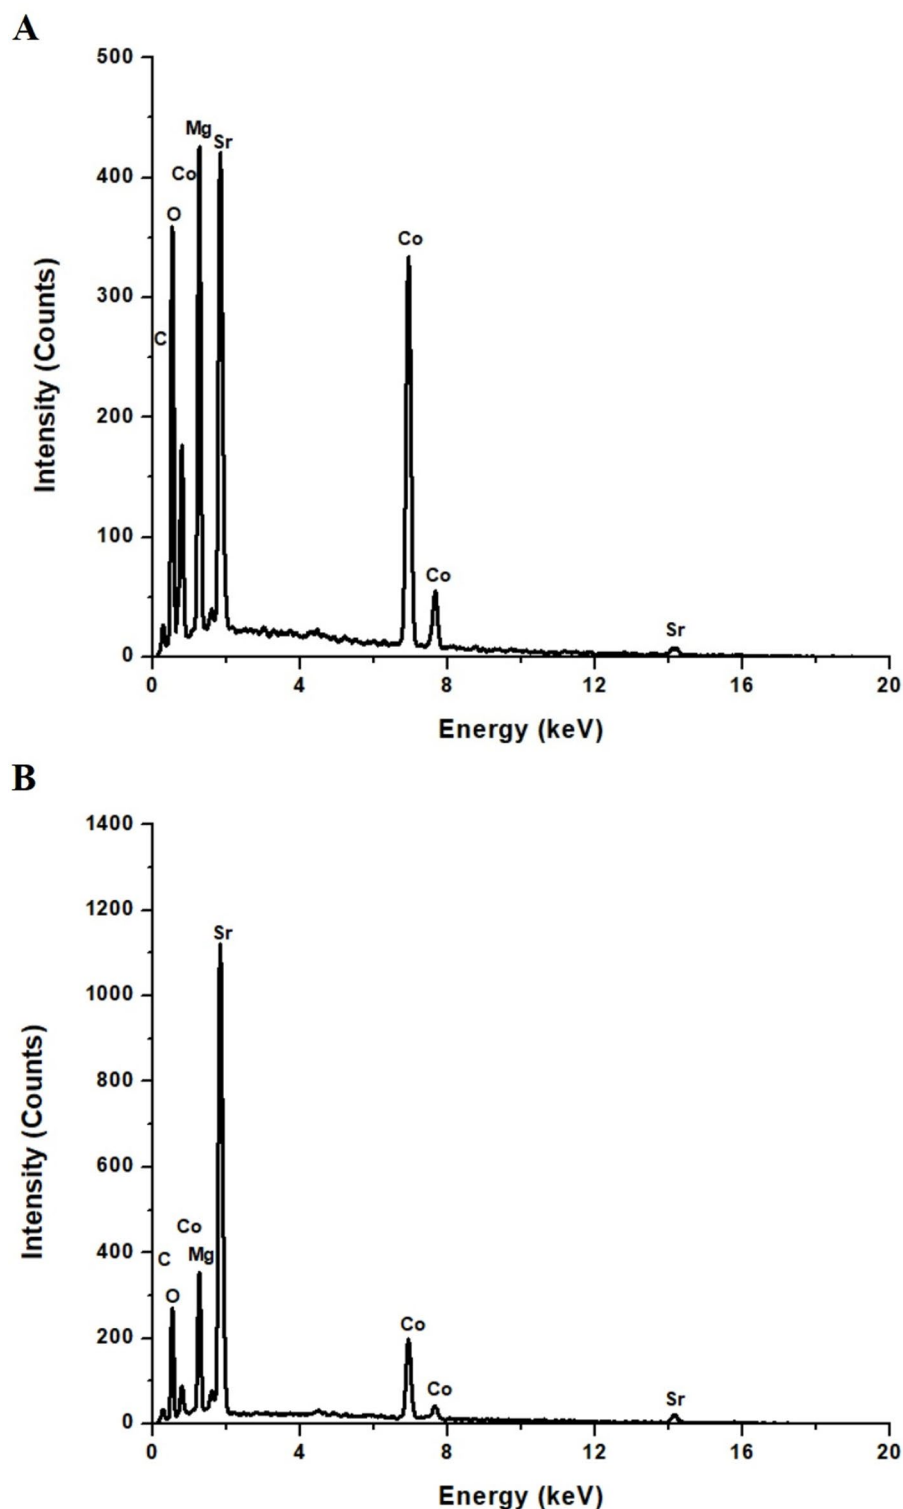 A
500
Mg
Sr
400
Co
O
Co
300
C
200
100
Co
Sr
0
0 4 8 12 16 20
Intensity (Counts)
Energy (keV)
B
1400
1200
Sr
1000
800
600
Co
400
C
Mg
O
Co
200
Co
Sr
0
0 4 8 12 16 20
Intensity (Counts)
Energy (keV)